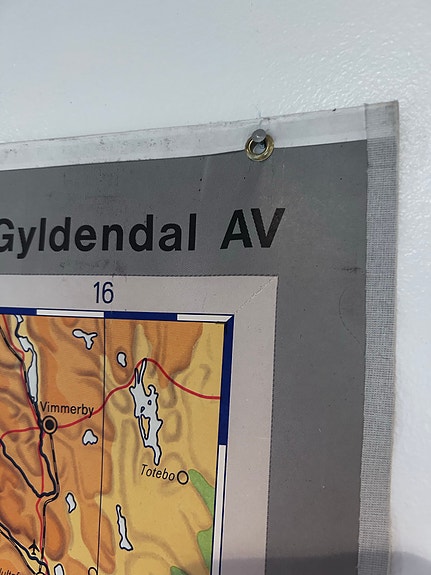 Gyldendal AV
16
Vimmerby
Totebo